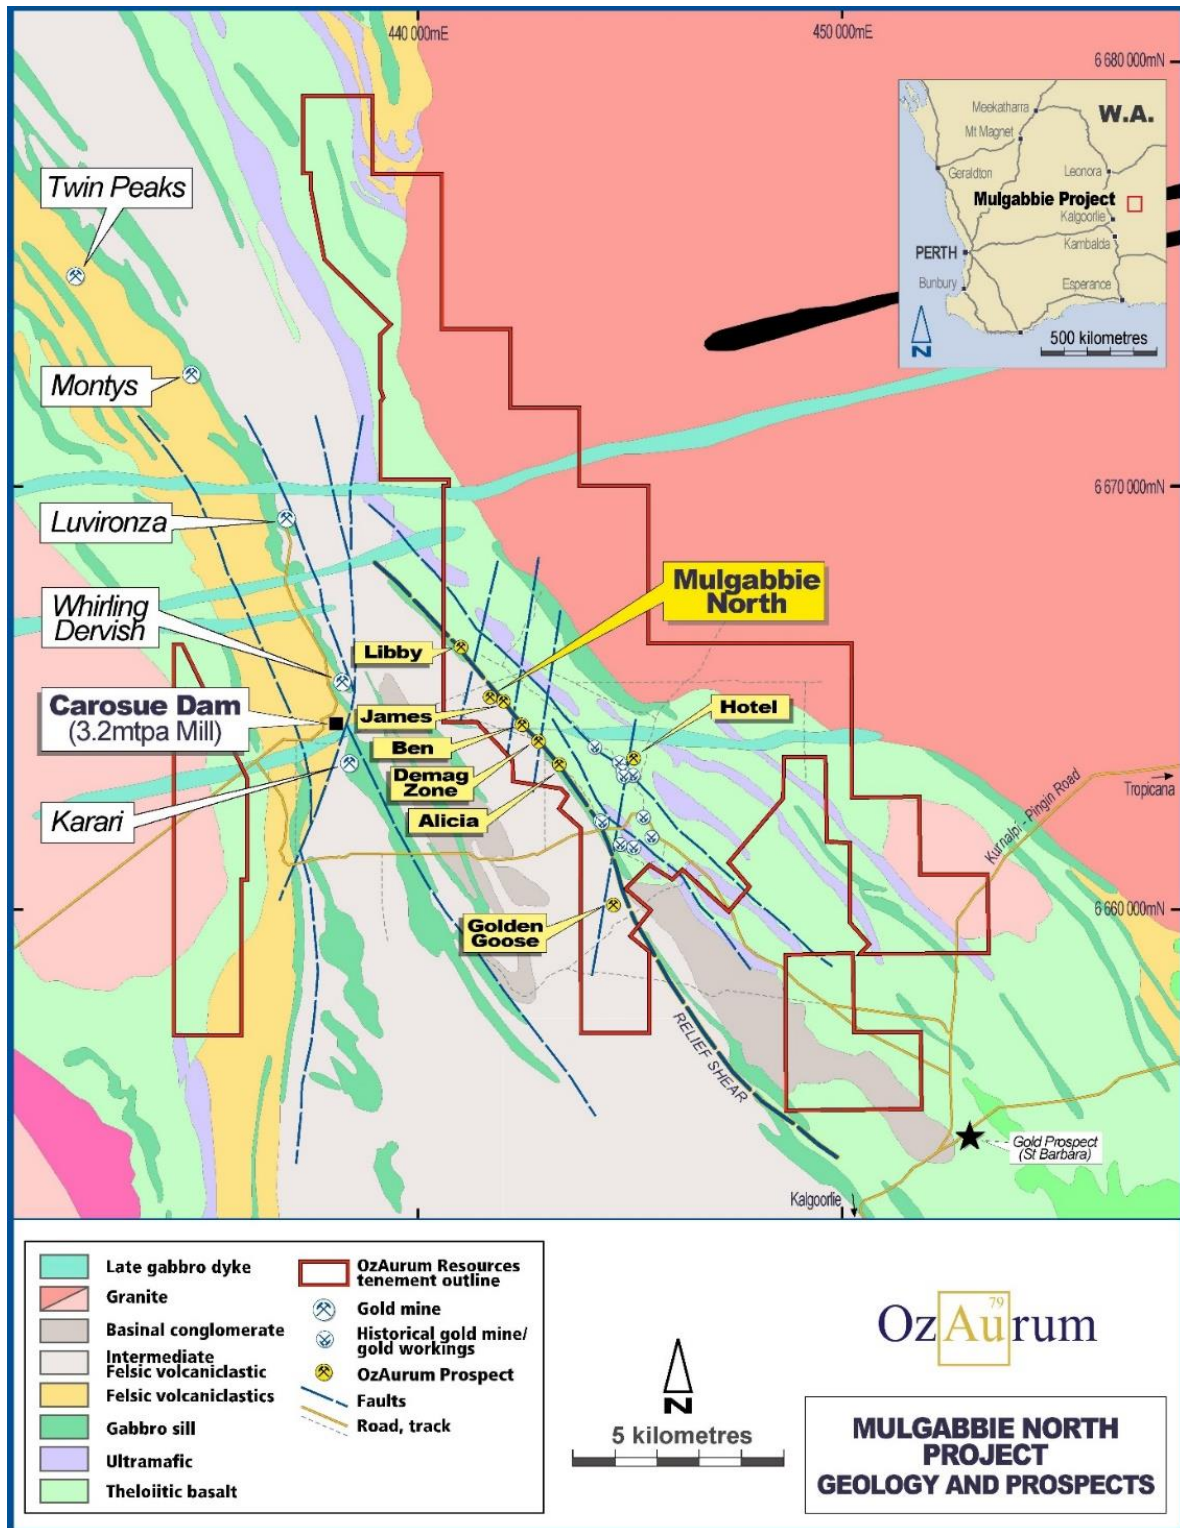 440 000mE
450 000mE
6 680 000mN
W.A.
Meekatharra
Mt Magnet
Geraldton
Leonora
Mulgabbie Project
Kalgoorlie
PERTH
Kambalda
Bunbury
Esperance
N
500 kilometres
Twin Peaks
Montys
6 670 000mN
Luvironza
Mulgabbie
North
Whirling
Dervish
Libby
Carosue Dam
(3.2mtpa Mill)
James
Hotel
Ben
Demag
Zone
Tropicana
Karari
Alicia
Kurnalpi - Pingin Road
6 660 000mN
Golden
Goose
RELIEF SHEAR
Gold Prospect
(St Barbara)
Kalgoorlie
Late gabbro dyke
Granite
Basinal conglomerate
Intermediate
Felsic volcaniclastic
Felsic volcaniclastics
Gabbro sill
Ultramafic
Theloiitic basalt
OzAurum Resources
tenement outline
Gold mine
Historical gold mine/
gold workings
OzAurum Prospect
Faults
Road, track
N
5 kilometres
79
OzAurum
MULGABBIE NORTH
PROJECT
GEOLOGY AND PROSPECTS